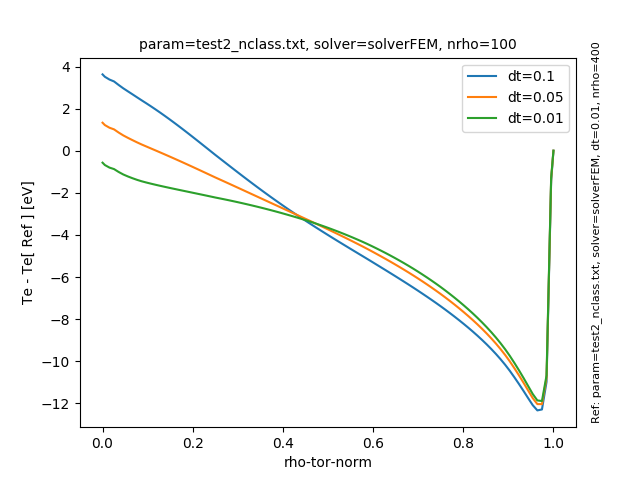 param=test2_nclass.txt, solver=solverFEM, nrho=100
dt=0.1
dt=0.05
dt=0.01
4
2
0
−2
−4
−6
−8
−10
−12
Te - Te[ Ref ] [eV]
0.0 0.2 0.4 0.6 0.8 1.0
rho-tor-norm
Ref: param=test2_nclass.txt, solver=solverFEM, dt=0.01, nrho=400